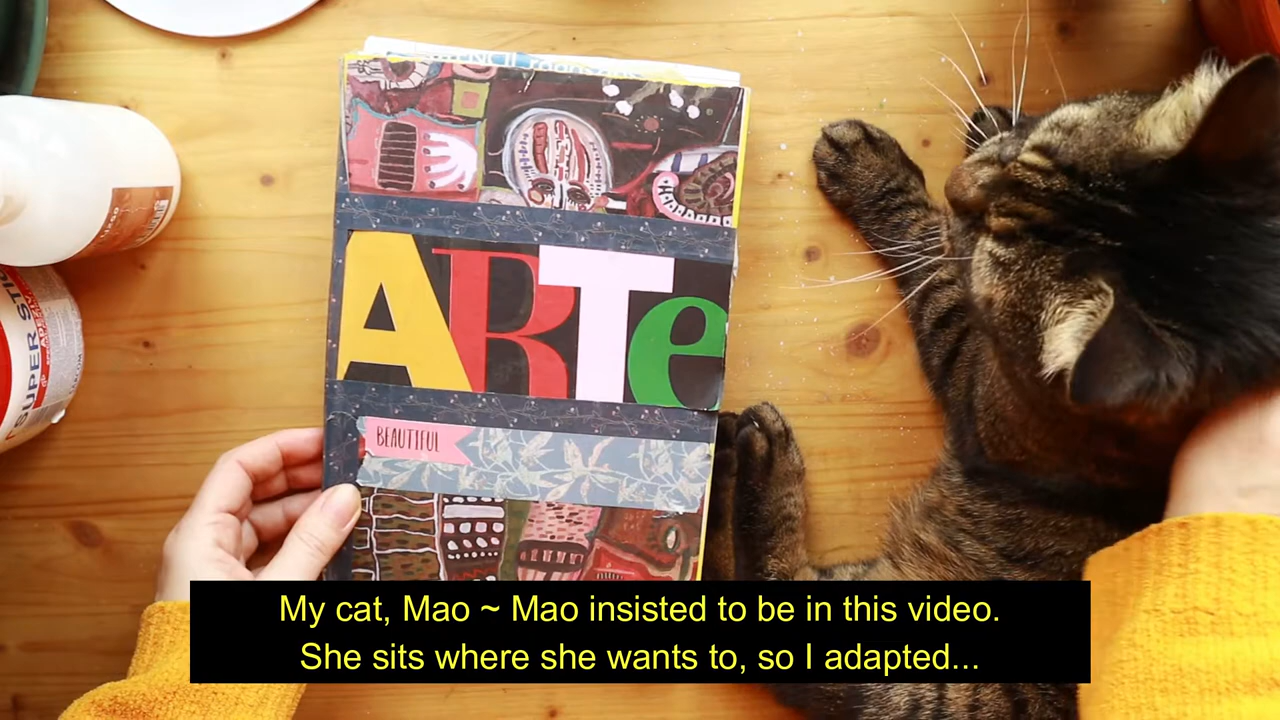 ARTe
BEAUTIFUL
SUPER
My cat, Mao ~ Mao insisted to be in this video.
She sits where she wants to, so I adapted...